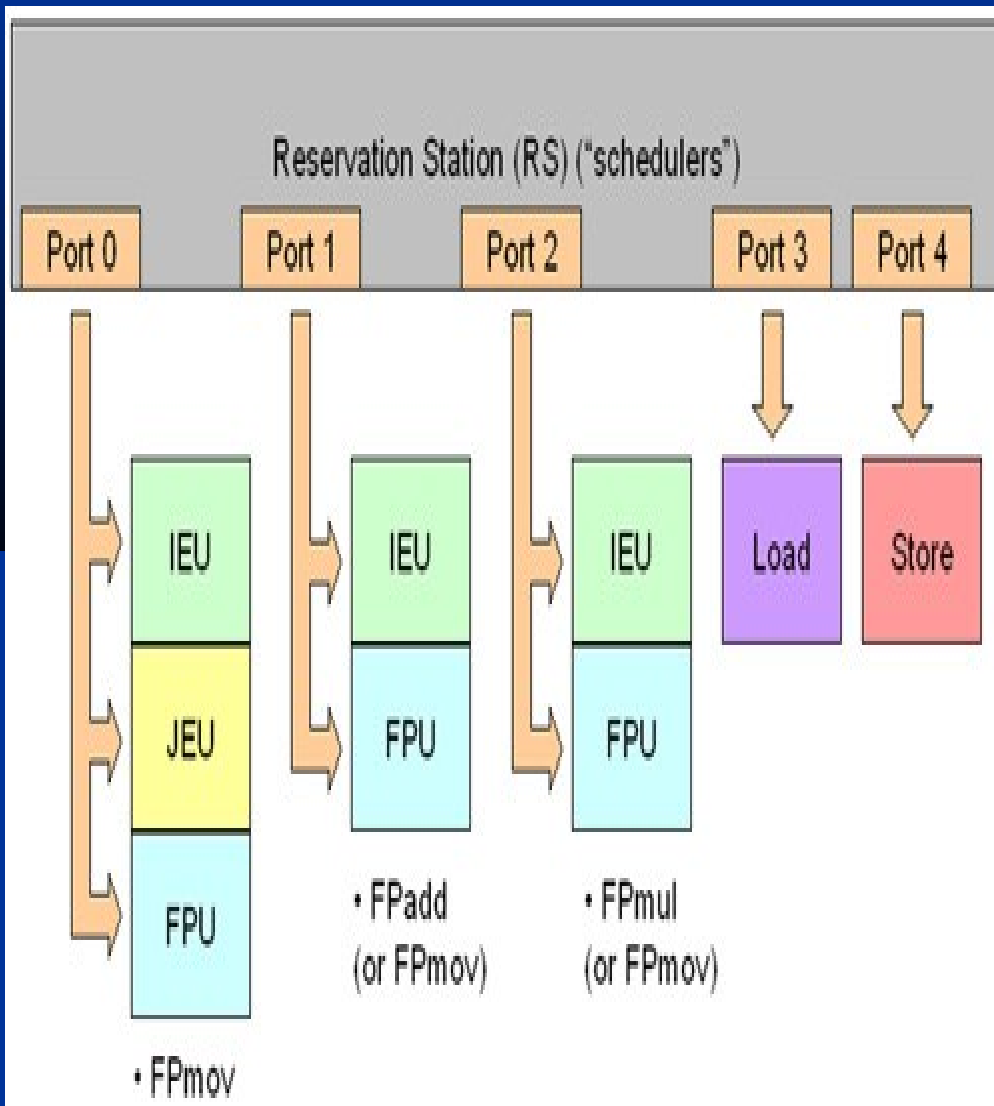 Reservation Station (RS) ("schedulers")
Port 0
Port 1
Port 2
Port 3
Port 4
IEU
IEU
IEU
Load
Store
JEU
FPU
FPU
FPU
• FPadd
(or FPmov)
• FPmul
(or FPmov)
• FPmov